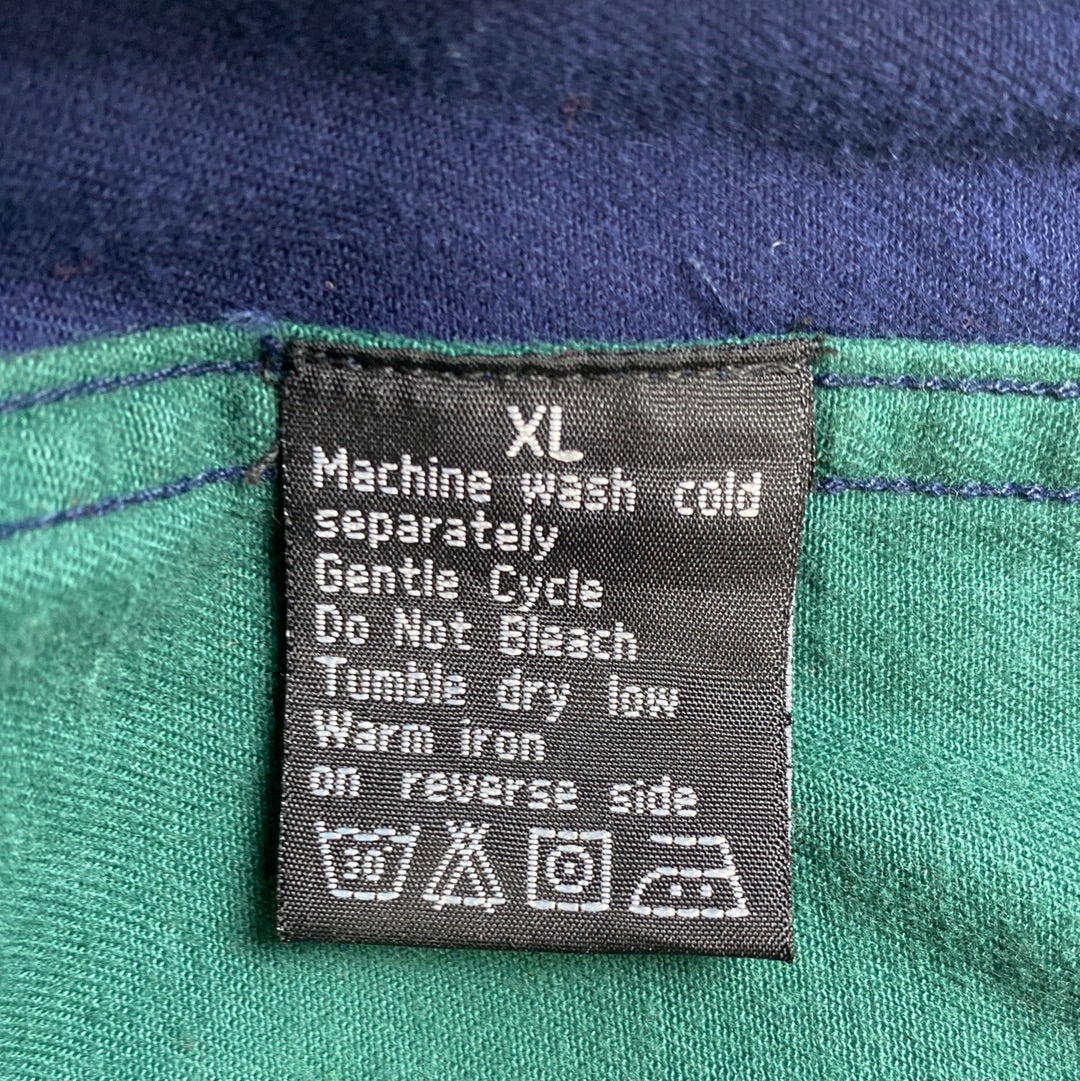 XL
Machine wash cold
separately
Gentle Cycle
Do Not Bleach
Tumble dry low
Warm iron
on reverse side
30